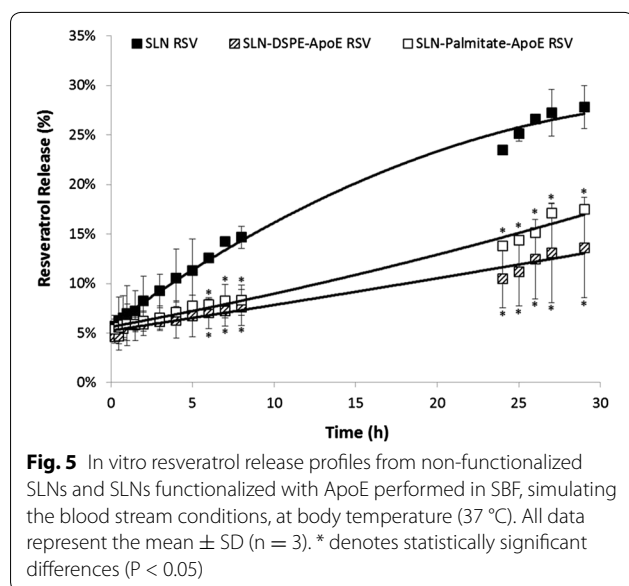 SLN RSV SLN-DSPE-ApoE RSV SLN-Palmitate-ApoE RSV
35%
30%
25%
20%
15%
10%
5%
0%
Resveratrol Release (%)
* * * * *
* * *
* * *
* * * * *
0 5 10 15 20 25 30
Time (h)
Fig. 5 In vitro resveratrol release profiles from non-functionalized
SLNs and SLNs functionalized with ApoE performed in SBF, simulating
the blood stream conditions, at body temperature (37 °C). All data
represent the mean ± SD (n = 3). * denotes statistically significant
differences (P < 0.05)